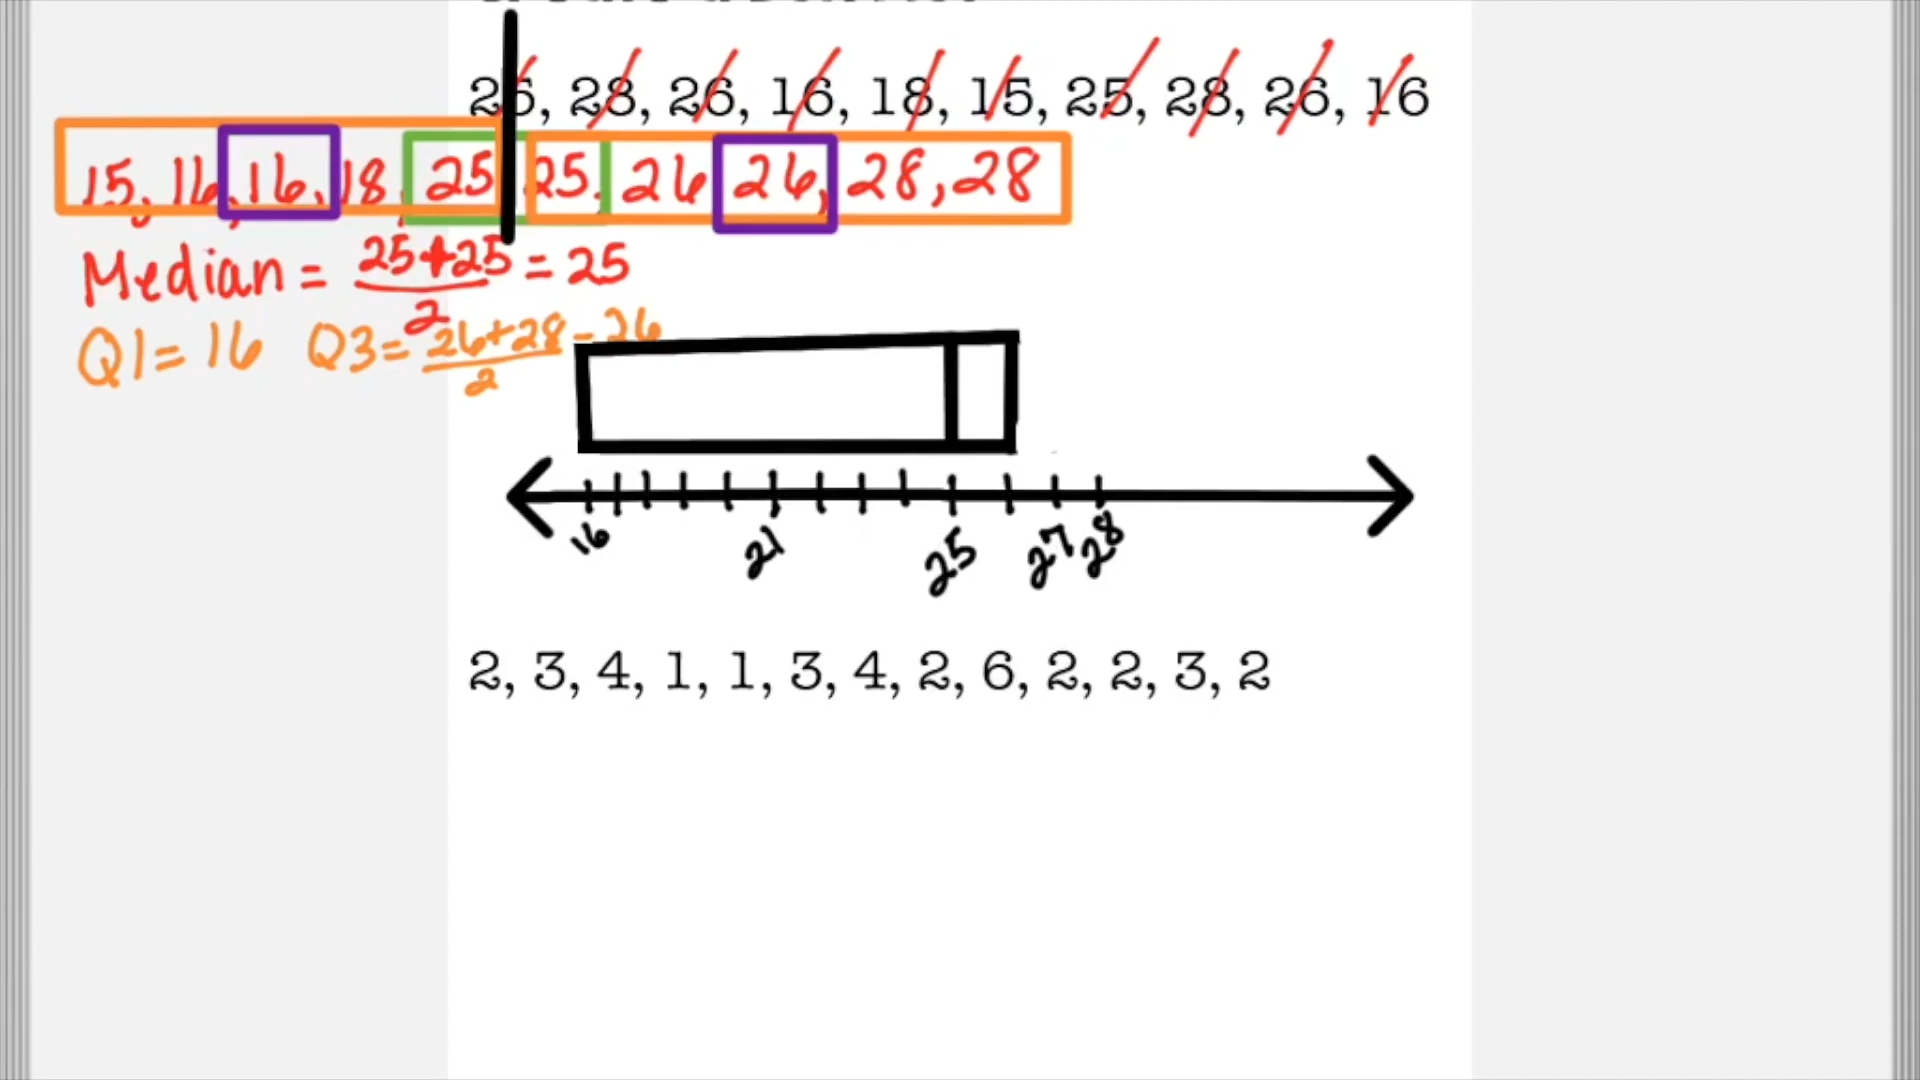 25, 28, 26, 16, 18, 15, 25, 28, 26, 16
15, 16, 16, 18, 25 25, 26 26, 28, 28
Median = 25+25 = 25
2
Q1 = 16 Q3 = 26+28 = 26
2
16 21 25 27 28
2, 3, 4, 1, 1, 3, 4, 2, 6, 2, 2, 3, 2